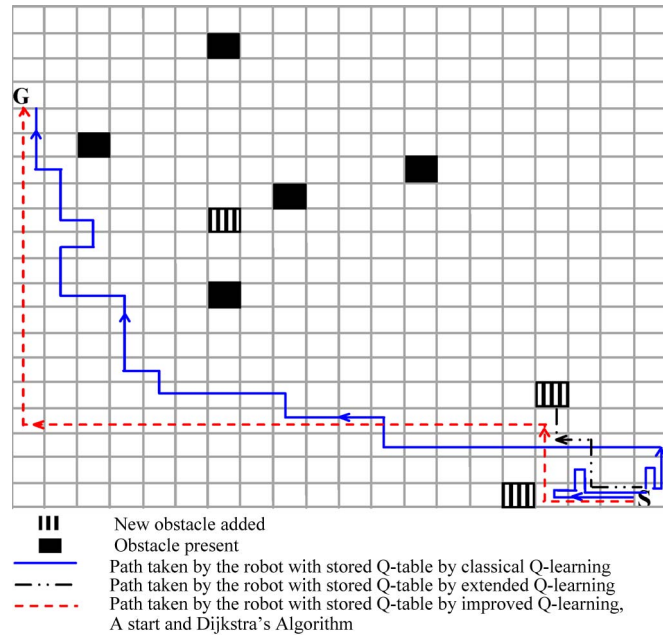 G
S
New obstacle added
Obstacle present
Path taken by the robot with stored Q-table by classical Q-learning
Path taken by the robot with stored Q-table by extended Q-learning
Path taken by the robot with stored Q-table by improved Q-learning,
A start and Dijkstra's Algorithm